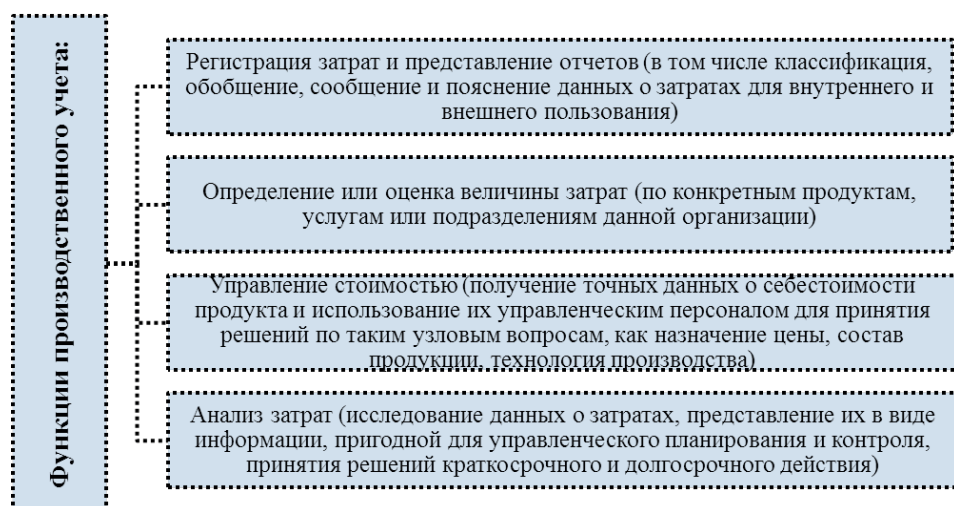 Функции производственного учета:
Регистрация затрат и представление отчетов (в том числе классификация,
обобщение, сообщение и пояснение данных о затратах для внутреннего и
внешнего пользования)
Определение или оценка величины затрат (по конкретным продуктам,
услугам или подразделениям данной организации)
Управление стоимостью (получение точных данных о себестоимости
продукта и использование их управленческим персоналом для принятия
решений по таким узловым вопросам, как назначение цены, состав
продукции, технология производства)
Анализ затрат (исследование данных о затратах, представление их в виде
информации, пригодной для управленческого планирования и контроля,
принятия решений краткосрочного и долгосрочного действия)